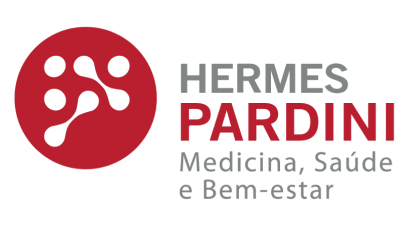 HERMES
PARDINI
Medicina, Saúde
e Bem-estar